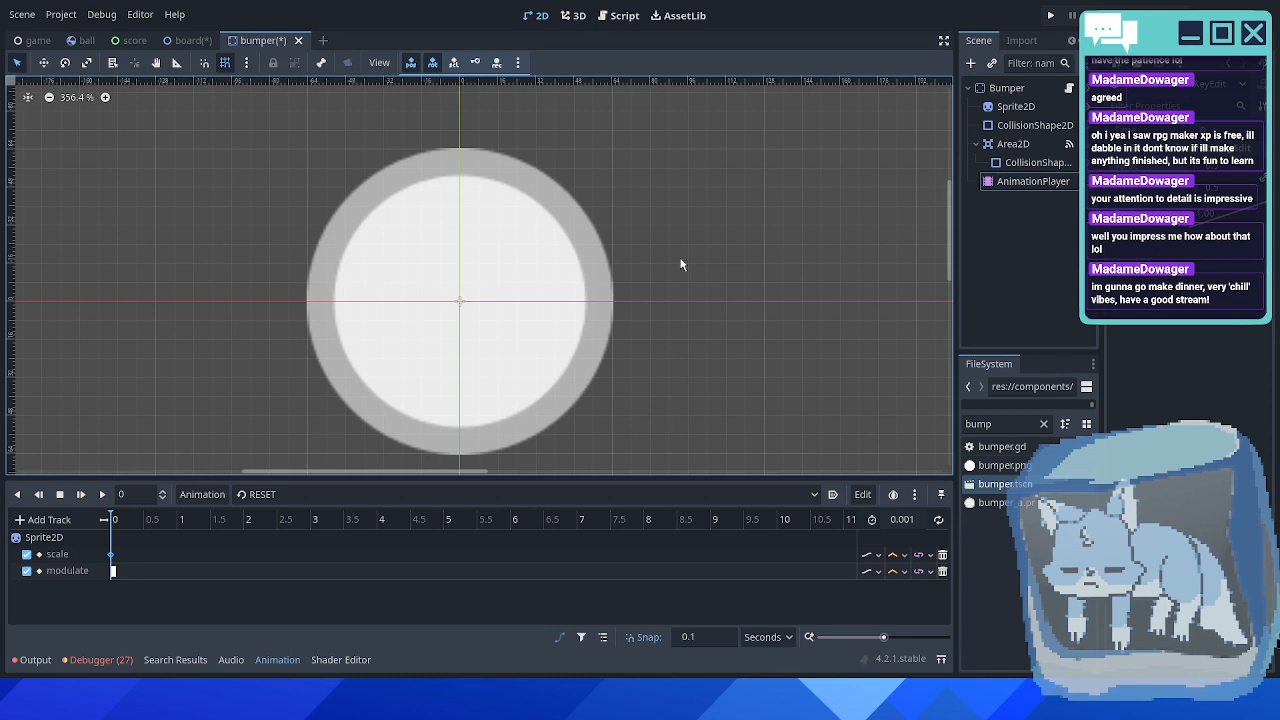 Scene Project Debug Editor Help
2D 3D Script AssetLib
game ball score board(*) bumper(*)
View
356.4 %
Scene Import
Filter: nam
Bumper
Sprite2D
CollisionShape2D
Area2D
CollisionShap...
AnimationPlayer
have the patience lol
MadameDowager
agreed
MadameDowager
oh i yea i saw rpg maker xp is free, ill
dabble in it dont know if ill make
anything finished, but its fun to learn
MadameDowager
your attention to detail is impressive
MadameDowager
well you impress me how about that
lol
MadameDowager
im gunna go make dinner, very 'chill'
vibes, have a good stream!
FileSystem
res://components/
bump
bumper.gd
bumper.png
bumper.tscn
bumper_a.pr
0 Animation RESET Edit
Add Track 0 0.5 1 1.5 2 2.5 3 3.5 4 4.5 5 5.5 6 6.5 7 7.5 8 8.5 9 9.5 10 10.5 11 0.001
Sprite2D
scale
modulate
Snap: 0.1 Seconds
Output Debugger (27) Search Results Audio Animation Shader Editor 4.2.1.stable